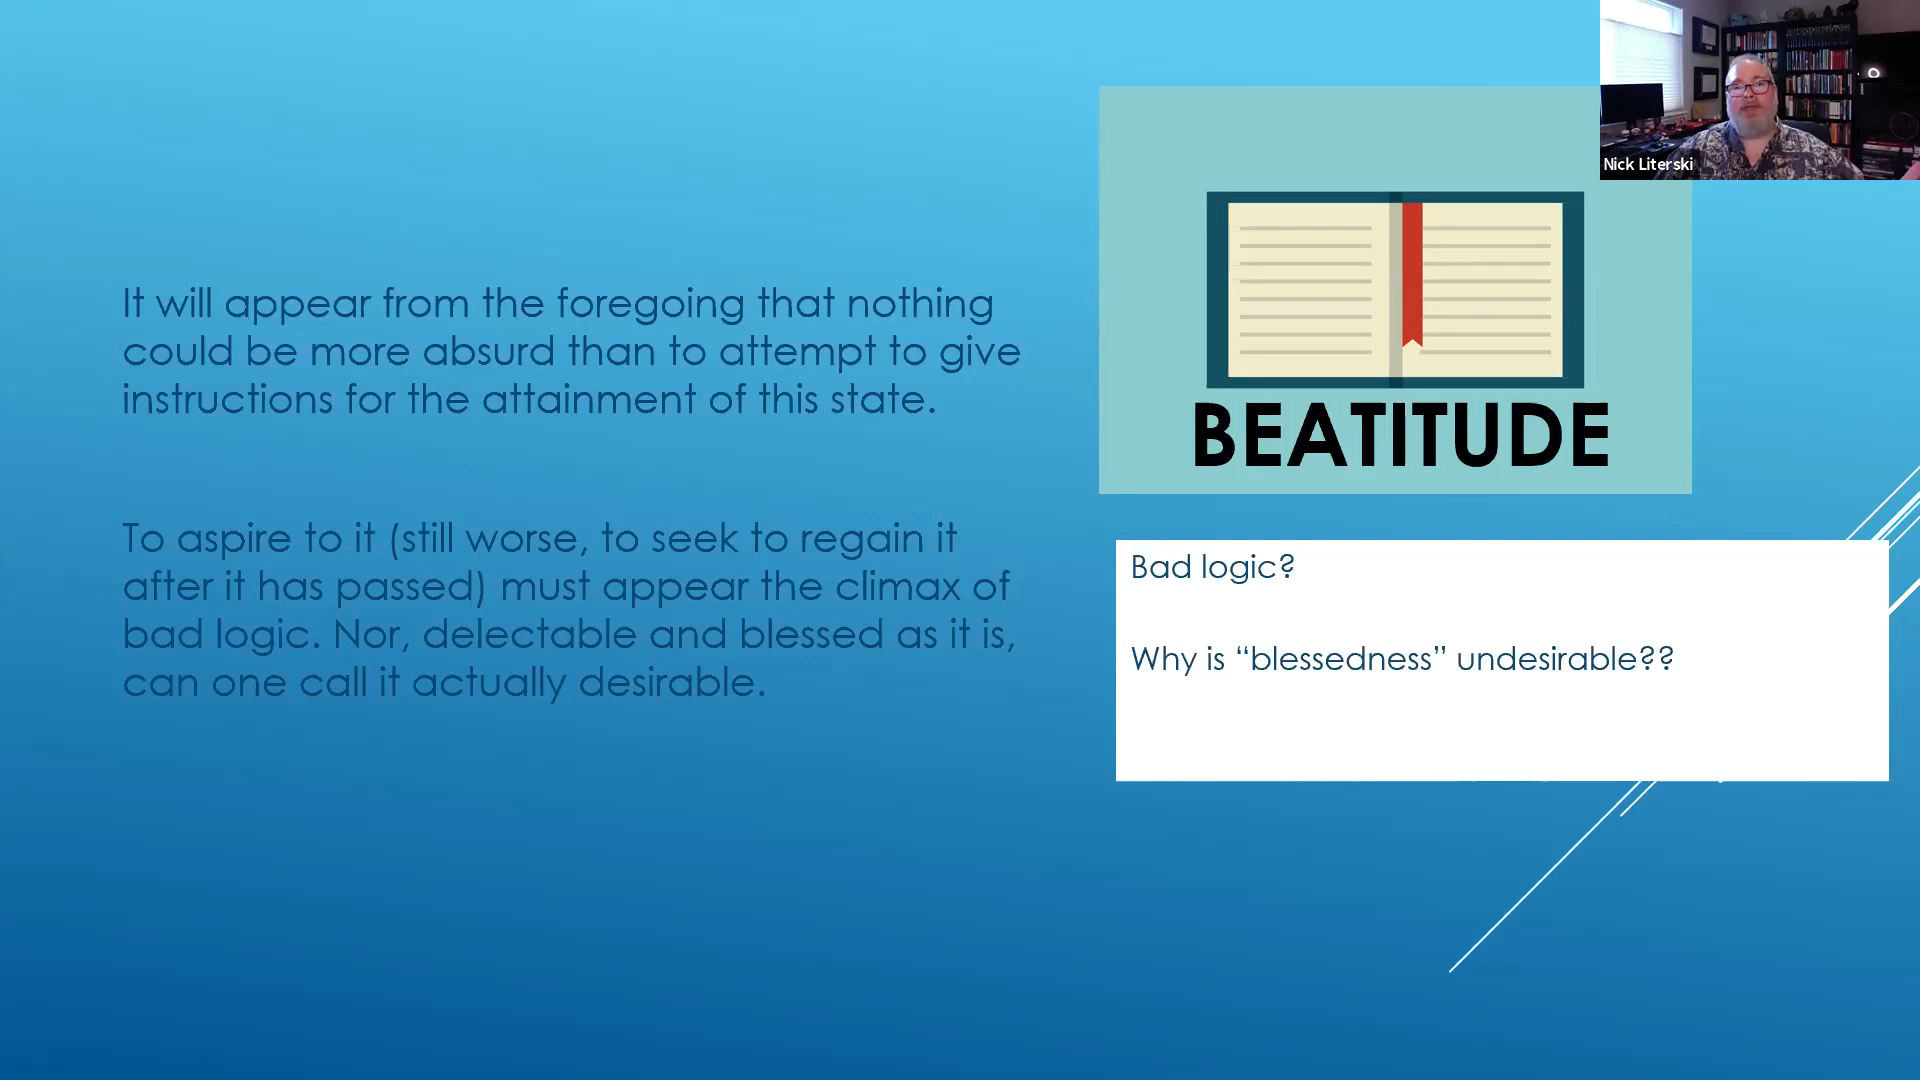 It will appear from the foregoing that nothing
could be more absurd than to attempt to give
instructions for the attainment of this state.
To aspire to it (still worse, to seek to regain it
after it has passed) must appear the climax of
bad logic. Nor, delectable and blessed as it is,
can one call it actually desirable.
BEATITUDE
Bad logic?
Why is “blessedness” undesirable??
Nick Literski